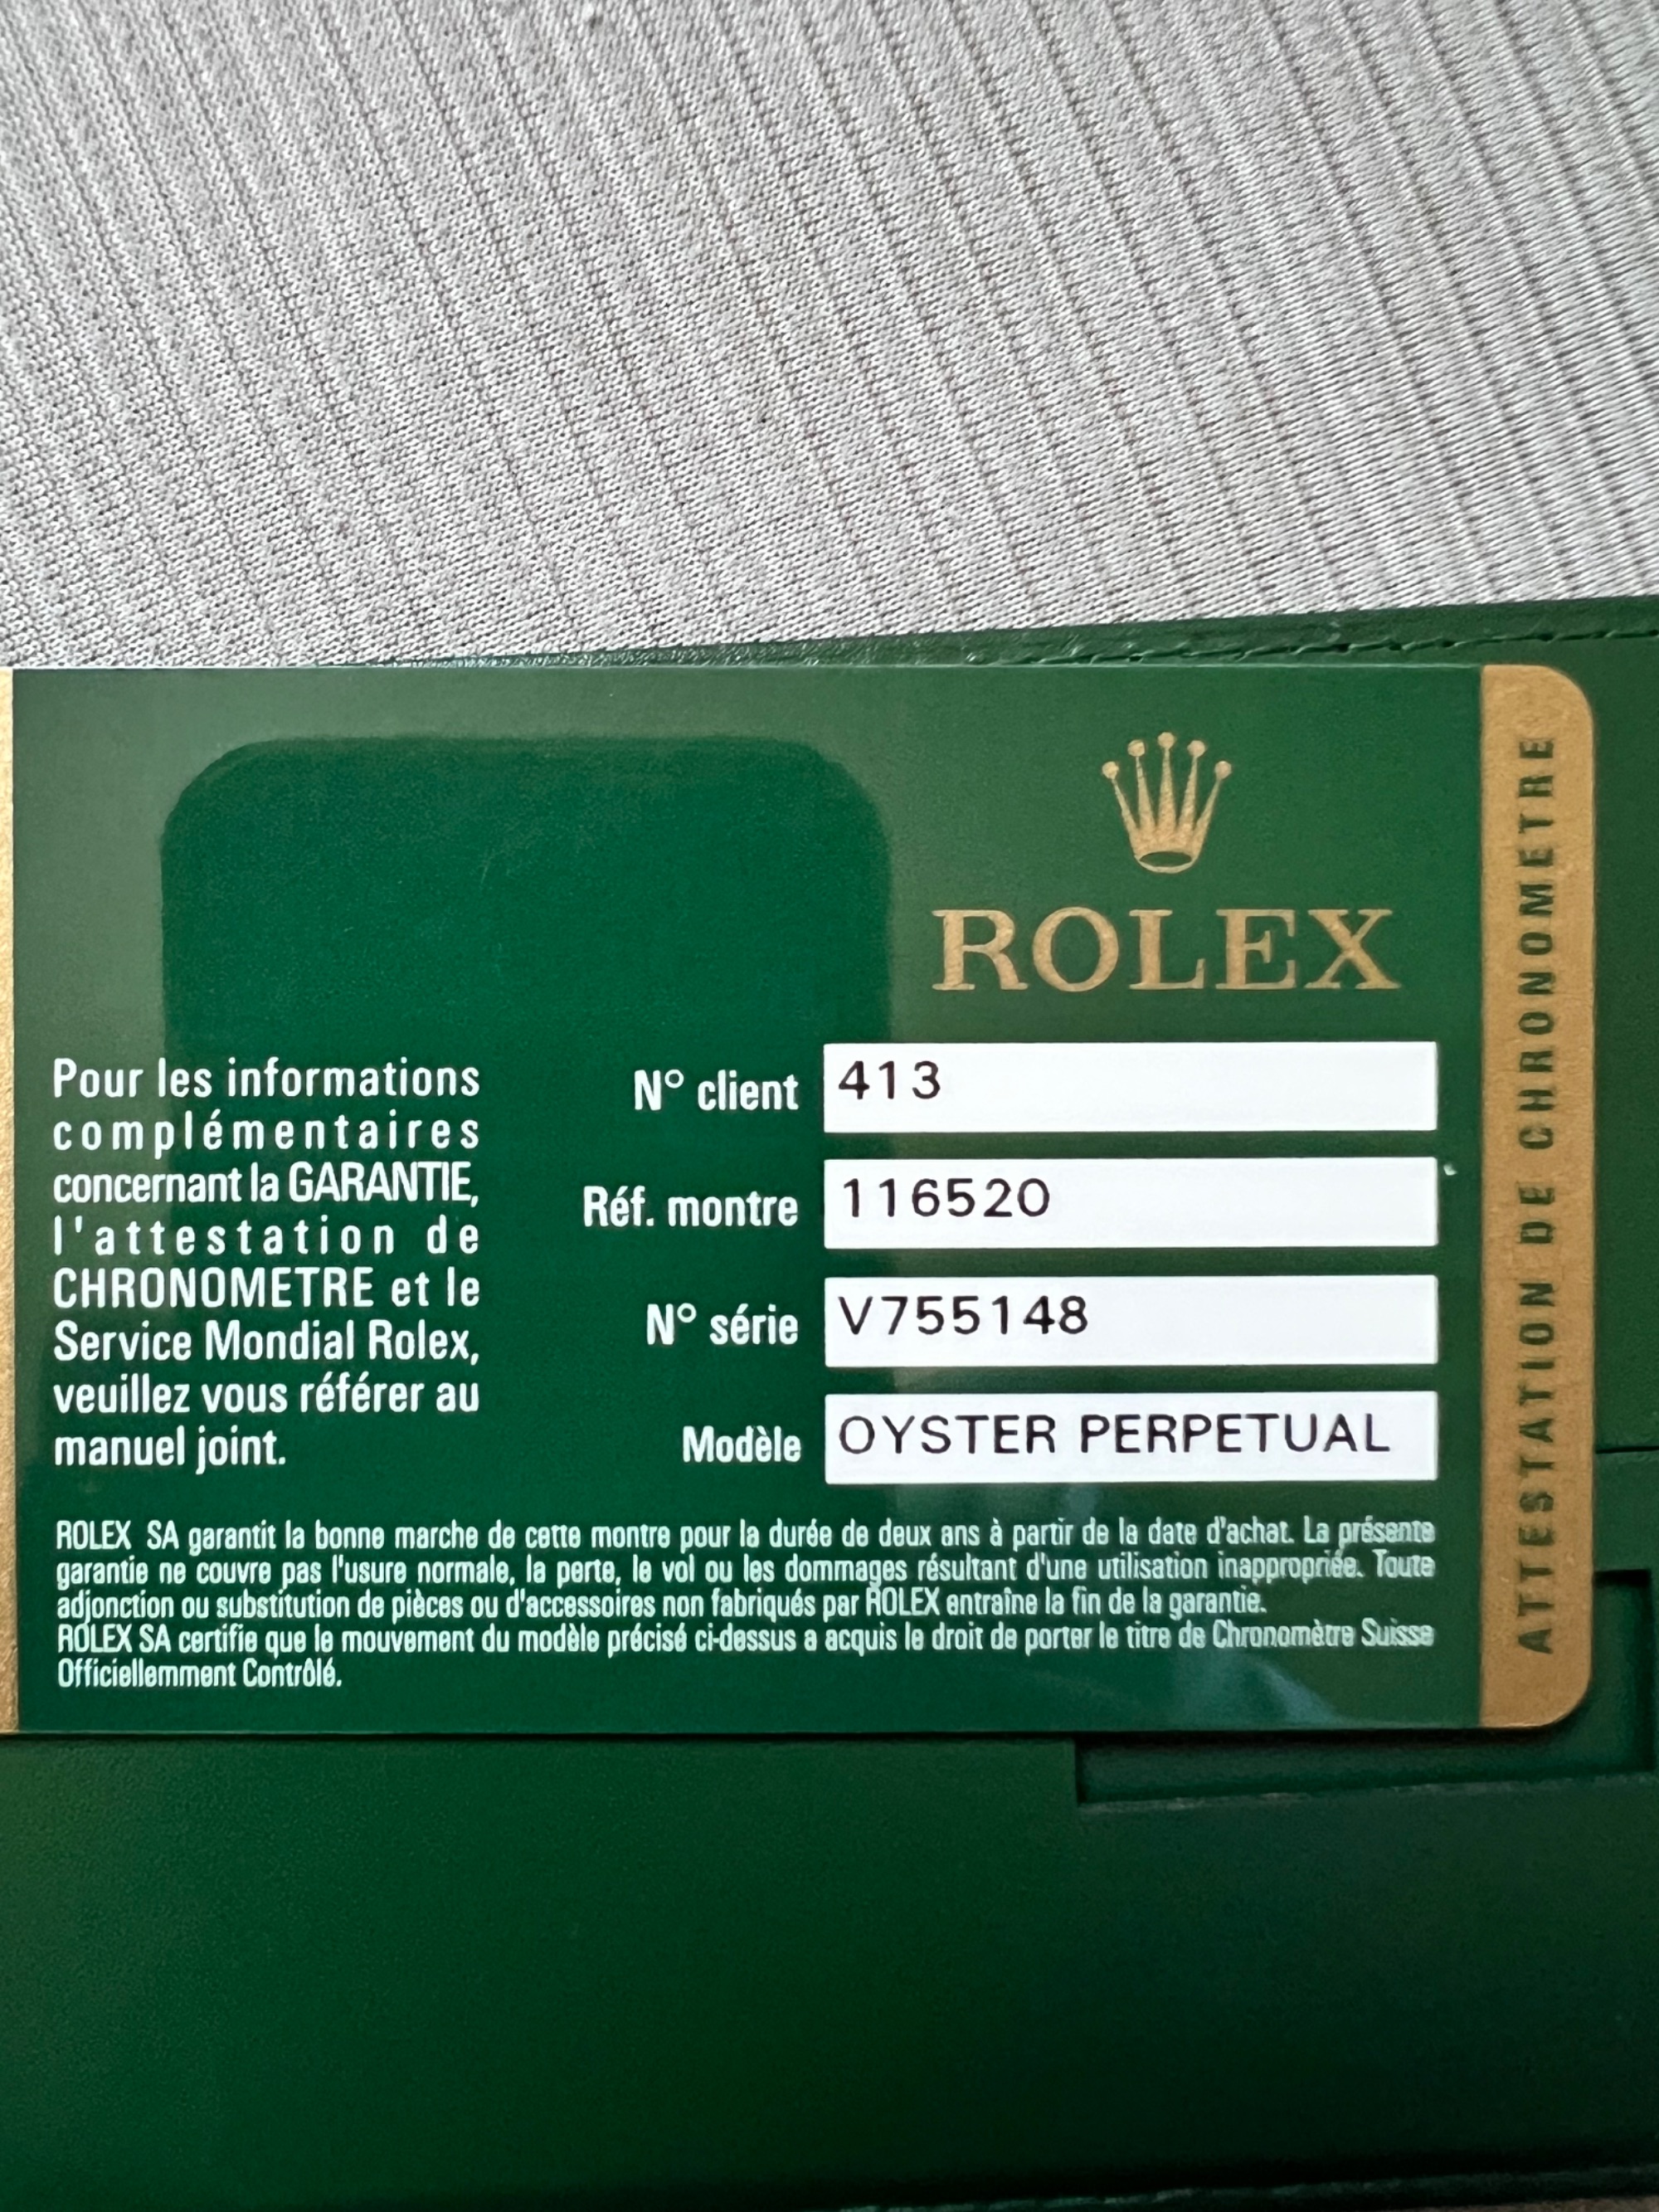 ROLEX
Pour les informations
complémentaires
concernant la GARANTIE,
l'attestation de
CHRONOMETRE et le
Service Mondial Rolex,
veuillez vous référer au
manuel joint.
N° client 413
Réf. montre 116520
N° série V755148
Modèle OYSTER PERPETUAL
ROLEX SA garantit la bonne marche de cette montre pour la durée de deux ans à partir de la date d'achat. La présente
garantie ne couvre pas l'usure normale, la perte, le vol ou les dommages résultant d'une utilisation inappropriée. Toute
adjonction ou substitution de pièces ou d'accessoires non fabriqués par ROLEX entraîne la fin de la garantie.
ROLEX SA certifie que le mouvement du modèle précisé ci-dessus a acquis le droit de porter le titre de Chronomètre Suisse
Officiellemment Contrôlé.
ATTESTATION DE CHRONOMETRE